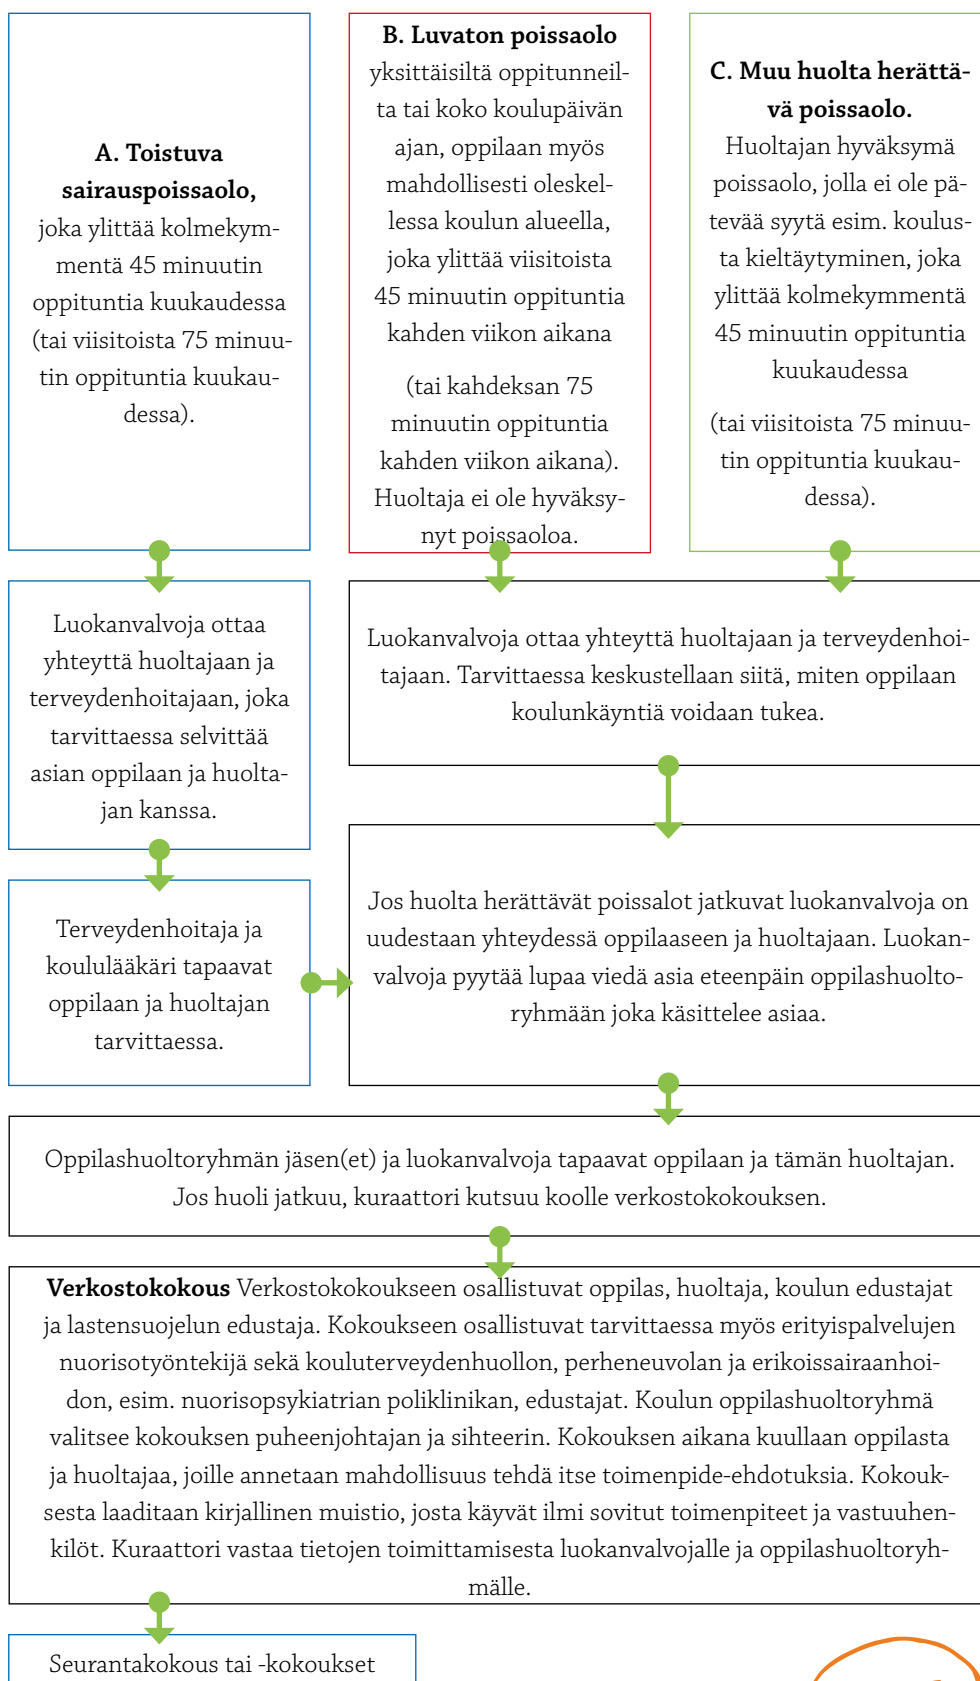 A. Toistuva
sairauspoissaolo,
joka ylittää kolmekym-
mentä 45 minuutin
oppituntia kuukaudessa
(tai viisitoista 75 minuu-
tin oppituntia kuukau-
dessa).
B. Luvaton poissaolo
yksittäisiltä oppitunneil-
ta tai koko koulupäivän
ajan, oppilaan myös
mahdollisesti oleskel-
lessa koulun alueella,
joka ylittää viisitoista
45 minuutin oppituntia
kahden viikon aikana
(tai kahdeksan 75
minuutin oppituntia
kahden viikon aikana).
Huoltaja ei ole hyväksy-
nyt poissaoloa.
C. Muu huolta herättä-
vä poissaolo.
Huoltajan hyväksymä
poissaolo, jolla ei ole pä-
tevää syytä esim. koulus-
ta kieltäytyminen, joka
ylittää kolmekymmentä
45 minuutin oppituntia
kuukaudessa
(tai viisitoista 75 minuu-
tin oppituntia kuukau-
dessa).
Luokanvalvoja ottaa
yhteyttä huoltajaan ja
terveydenhoitajaan, joka
tarvittaessa selvittää
asian oppilaan ja huolta-
jan kanssa.
Luokanvalvoja ottaa yhteyttä huoltajaan ja terveydenhoi-
tajaan. Tarvittaessa keskustellaan siitä, miten oppilaan
koulunkäyntiä voidaan tukea.
Terveydenhoitaja ja
koululääkäri tapaavat
oppilaan ja huoltajan
tarvittaessa.
Jos huolta herättävät poissalot jatkuvat luokanvalvoja on
uudestaan yhteydessä oppilaaseen ja huoltajaan. Luokan-
valvoja pyytää lupaa viedä asia eteenpäin oppilashuolto-
ryhmään joka käsittelee asiaa.
Oppilashuoltoryhmän jäsen(et) ja luokanvalvoja tapaavat oppilaan ja tämän huoltajan.
Jos huoli jatkuu, kuraattori kutsuu koolle verkostokokouksen.
Verkostokokous Verkostokokoukseen osallistuvat oppilas, huoltaja, koulun edustajat
ja lastensuojelun edustaja. Kokoukseen osallistuvat tarvittaessa myös erityispalvelujen
nuorisotyöntekijä sekä kouluterveydenhuollon, perheneuvolan ja erikoissairaanhoi-
don, esim. nuorisopsykiatrian poliklinikan, edustajat. Koulun oppilashuoltoryhmä
valitsee kokouksen puheenjohtajan ja sihteerin. Kokouksen aikana kuullaan oppilasta
ja huoltajaa, joille annetaan mahdollisuus tehdä itse toimenpide-ehdotuksia. Kokouk-
sesta laaditaan kirjallinen muistio, josta käyvät ilmi sovitut toimenpiteet ja vastuuhen-
kilöt. Kuraattori vastaa tietojen toimittamisesta luokanvalvojalle ja oppilashuoltoryh-
mälle.
Seurantakokous tai -kokoukset